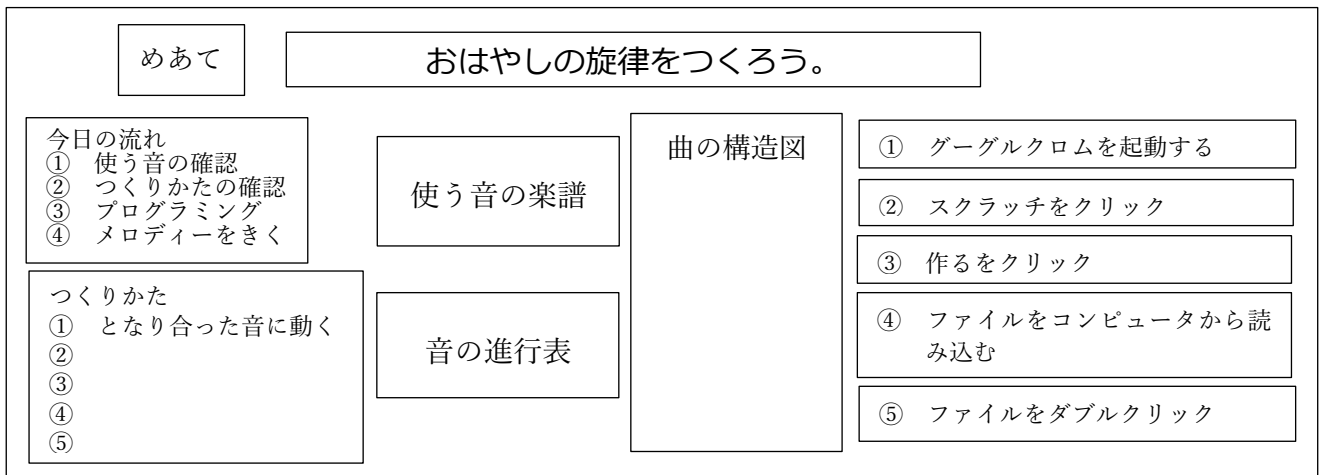 めあて
おはやしの旋律をつくろう。
今日の流れ
① 使う音の確認
② つくりかたの確認
③ プログラミング
④ メロディーをきく
つくりかた
① となり合った音に動く
②
③
④
⑤
使う音の楽譜
音の進行表
曲の構造図
① グーグルクロムを起動する
② スクラッチをクリック
③ 作るをクリック
④ ファイルをコンピュータから読
み込む
⑤ ファイルをダブルクリック